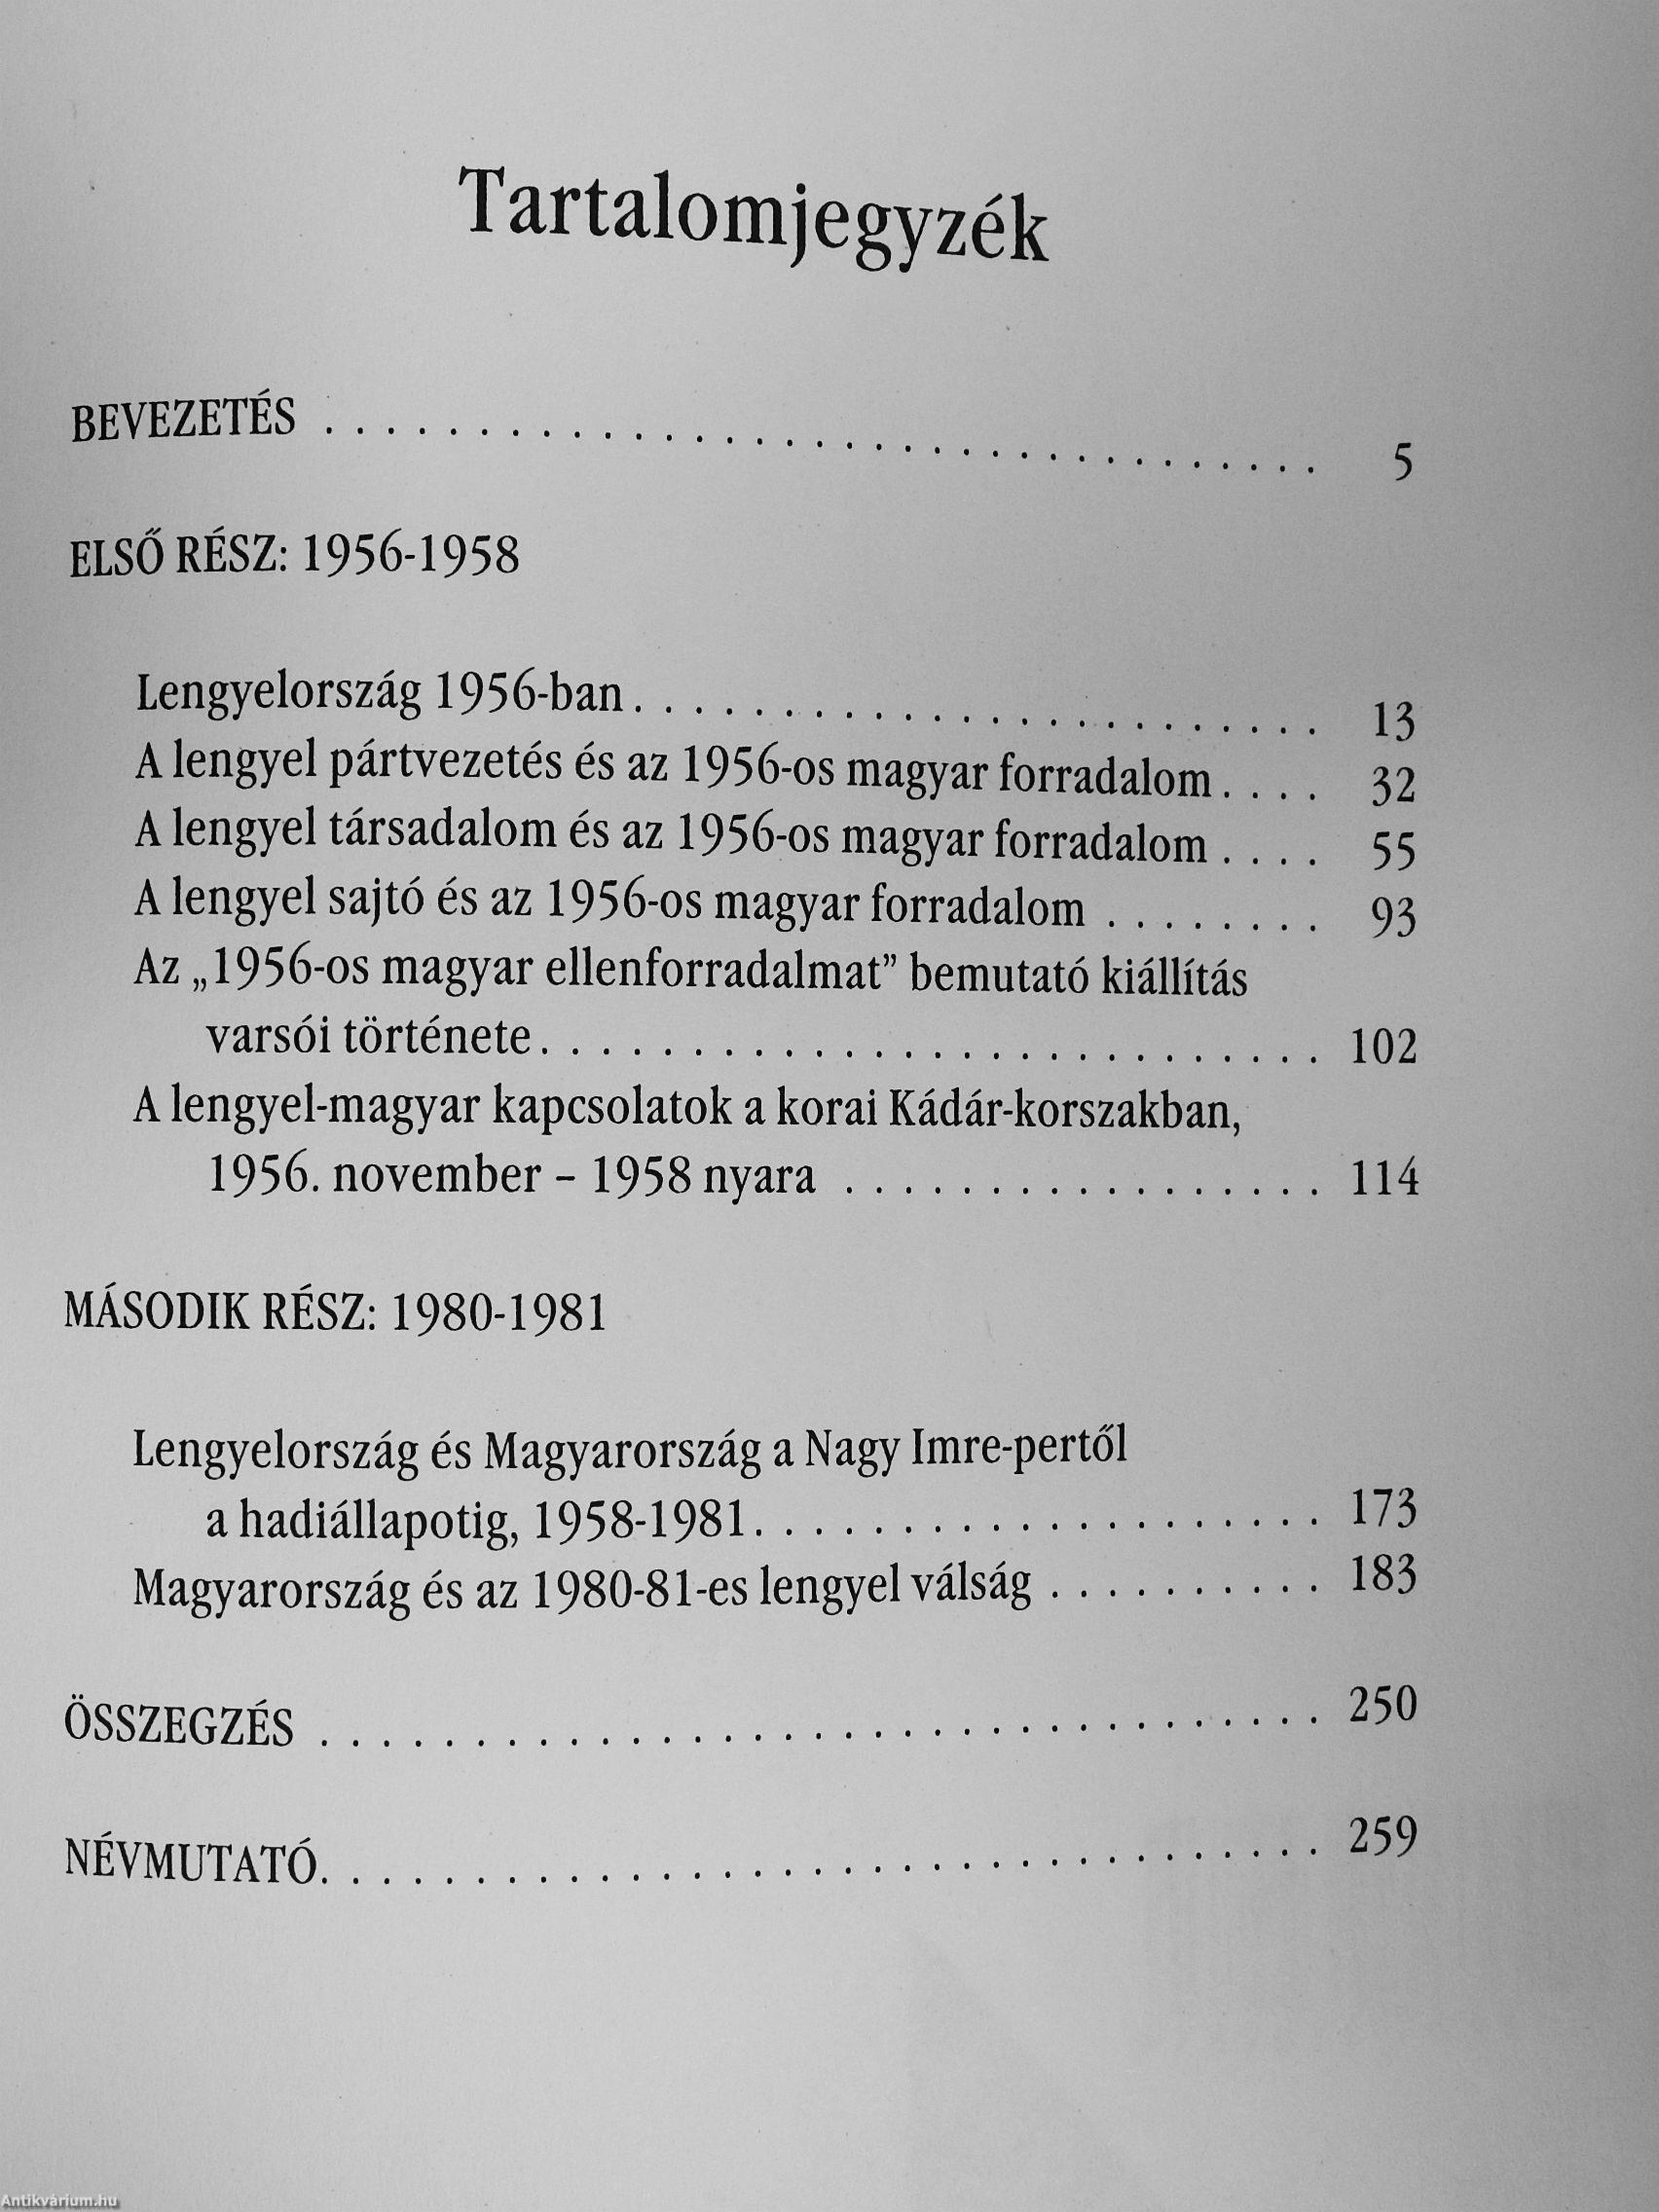 Tartalomjegyzék
BEVEZETÉS . . . . . . . . . . . . . . . . . . . . . . . . . . . . . . . . . . 5
ELSŐ RÉSZ: 1956-1958
Lengyelország 1956-ban . . . . . . . . . . . . . . . . . . . . . . . 13
A lengyel pártvezetés és az 1956-os magyar forradalom . . . . 32
A lengyel társadalom és az 1956-os magyar forradalom . . . . 55
A lengyel sajtó és az 1956-os magyar forradalom . . . . . . . . 93
Az „1956-os magyar ellenforradalmat” bemutató kiállítás
varsói története . . . . . . . . . . . . . . . . . . . . . . . . . . 102
A lengyel-magyar kapcsolatok a korai Kádár-korszakban,
1956. november – 1958 nyara . . . . . . . . . . . . . . . . . 114
MÁSODIK RÉSZ: 1980-1981
Lengyelország és Magyarország a Nagy Imre-pertől
a hadiállapotig, 1958-1981 . . . . . . . . . . . . . . . . . . . 173
Magyarország és az 1980-81-es lengyel válság . . . . . . . . . . 183
ÖSSZEGZÉS . . . . . . . . . . . . . . . . . . . . . . . . . . . . . . . . . . 250
NÉVMUTATÓ . . . . . . . . . . . . . . . . . . . . . . . . . . . . . . . . . . 259
Antikvárium.hu